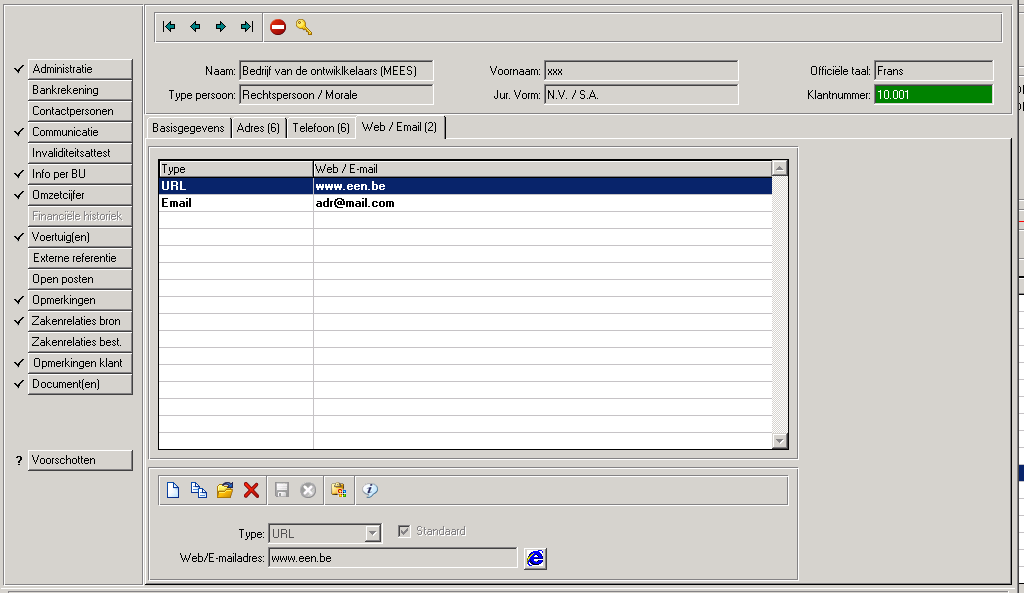 Naam: Bedrijf van de ontwiklkelaars (MEES) Voornaam: xxx Officiële taal: Frans
Type persoon: Rechtspersoon / Morale Jur. Vorm: N.V. / S.A. Klantnummer: 10.001
Administratie
Bankrekening
Contactpersonen
Communicatie
Invaliditeitsattest
Info per BU
Omzetcijfer
Financiële historiek
Voertuig(en)
Externe referentie
Open posten
Opmerkingen
Zakenrelaties bron
Zakenrelaties best.
Opmerkingen klant
Document(en)
? Voorschotten
Basisgegevens Adres (6) Telefoon (6) Web / Email (2)
Type Web / E-mail
URL www.een.be
Email adr@mail.com
Type: URL Standaard
Web/E-mailadres: www.een.be